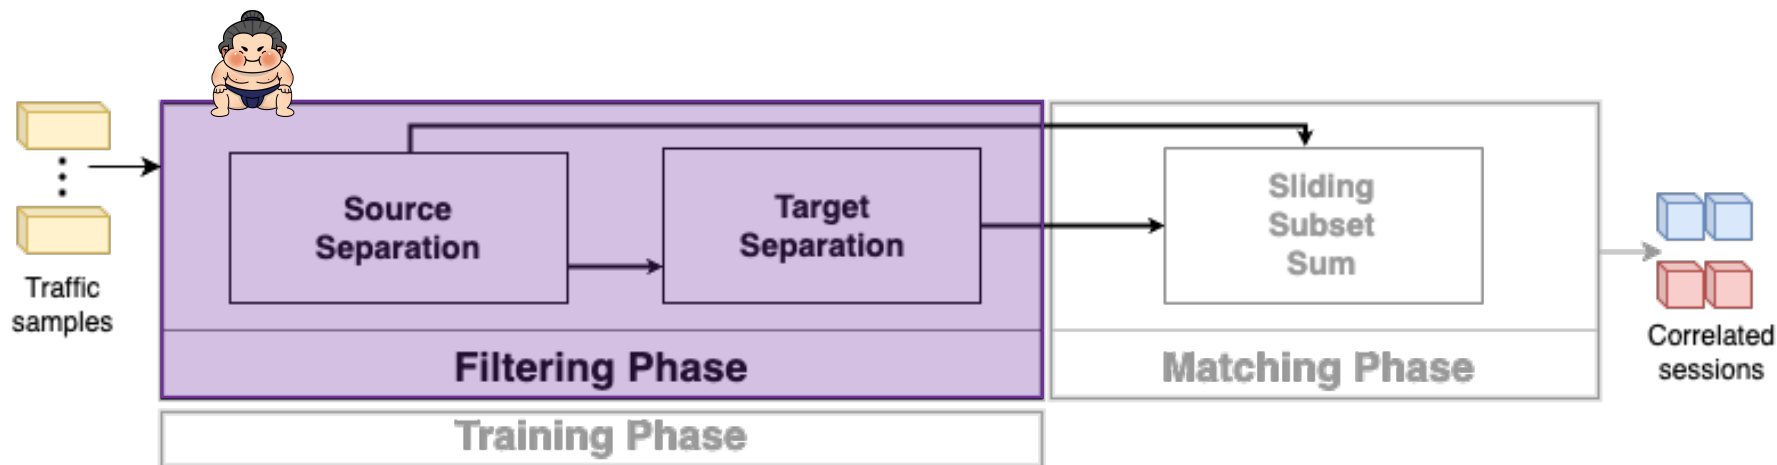 Traffic
samples
Source
Separation
Target
Separation
Filtering Phase
Training Phase
Sliding
Subset
Sum
Matching Phase
Correlated
sessions